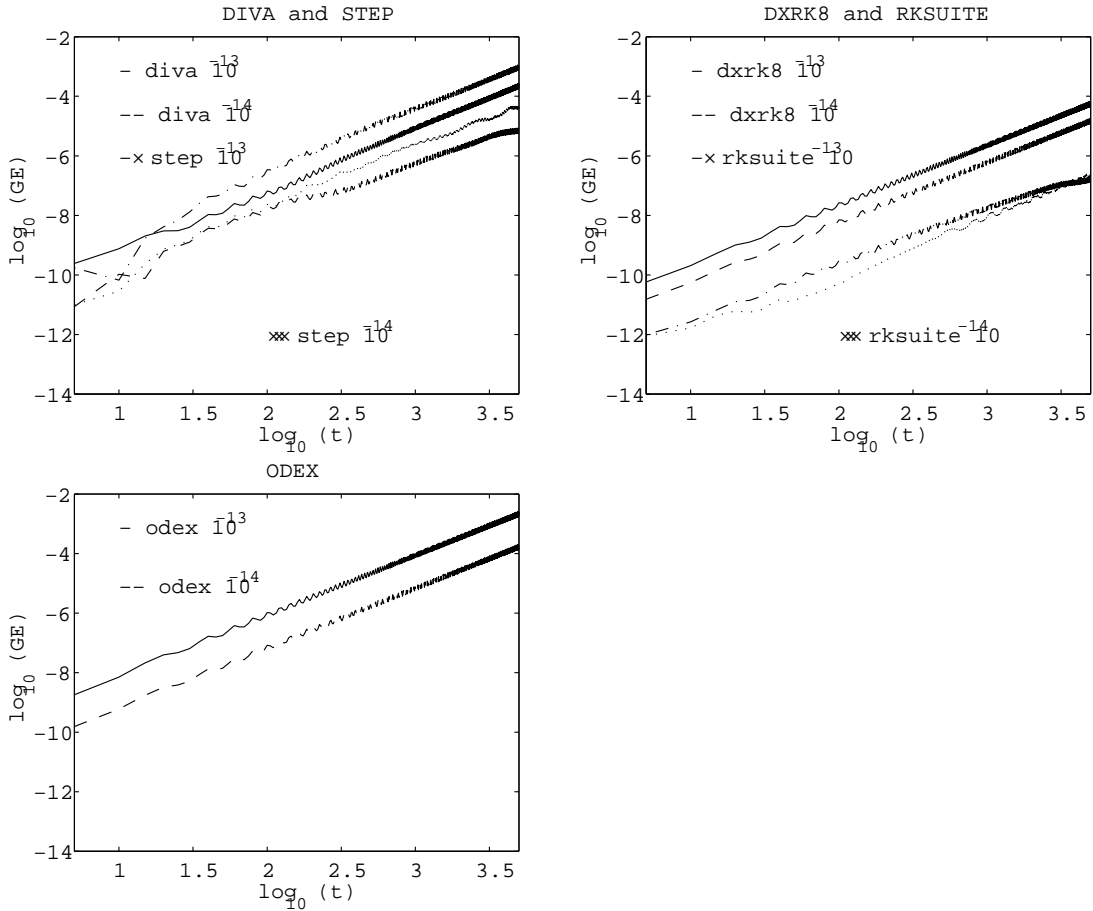 DIVA and STEP
−2
−4
−6
−8
−10
−12
−14
log10 (GE)
− diva 10−13
−− diva 10−14
−× step 10−13
××× step 10−14
1 1.5 2 2.5 3 3.5
log10 (t)
DXRK8 and RKSUITE
−2
−4
−6
−8
−10
−12
−14
log10 (GE)
− dxrk8 10−13
−− dxrk8 10−14
−× rksuite 10−13
××× rksuite 10−14
1 1.5 2 2.5 3 3.5
log10 (t)
ODEX
−2
−4
−6
−8
−10
−12
−14
log10 (GE)
− odex 10−13
−− odex 10−14
1 1.5 2 2.5 3 3.5
log10 (t)